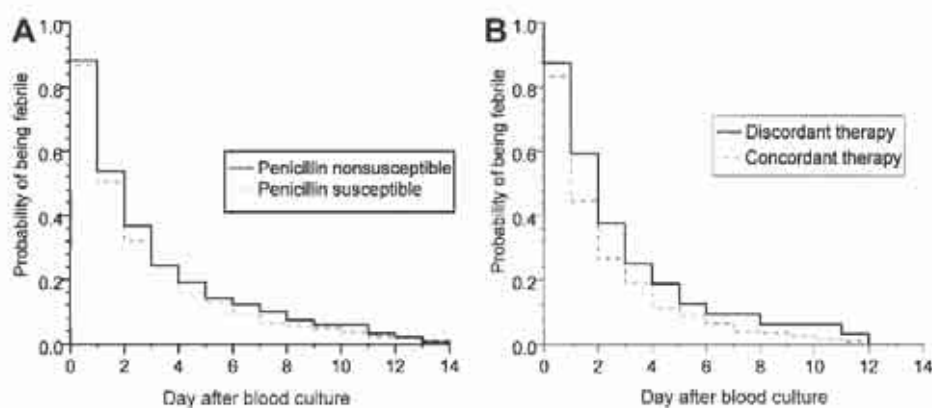 A
1.0
0.8
0.6
0.4
0.2
0.0
Probability of being febrile
Penicillin nonsusceptible
Penicillin susceptible
0 2 4 6 8 10 12 14
Day after blood culture
B
1.0
0.8
0.6
0.4
0.2
0.0
Probability of being febrile
Discordant therapy
Concordant therapy
0 2 4 6 8 10 12 14
Day after blood culture